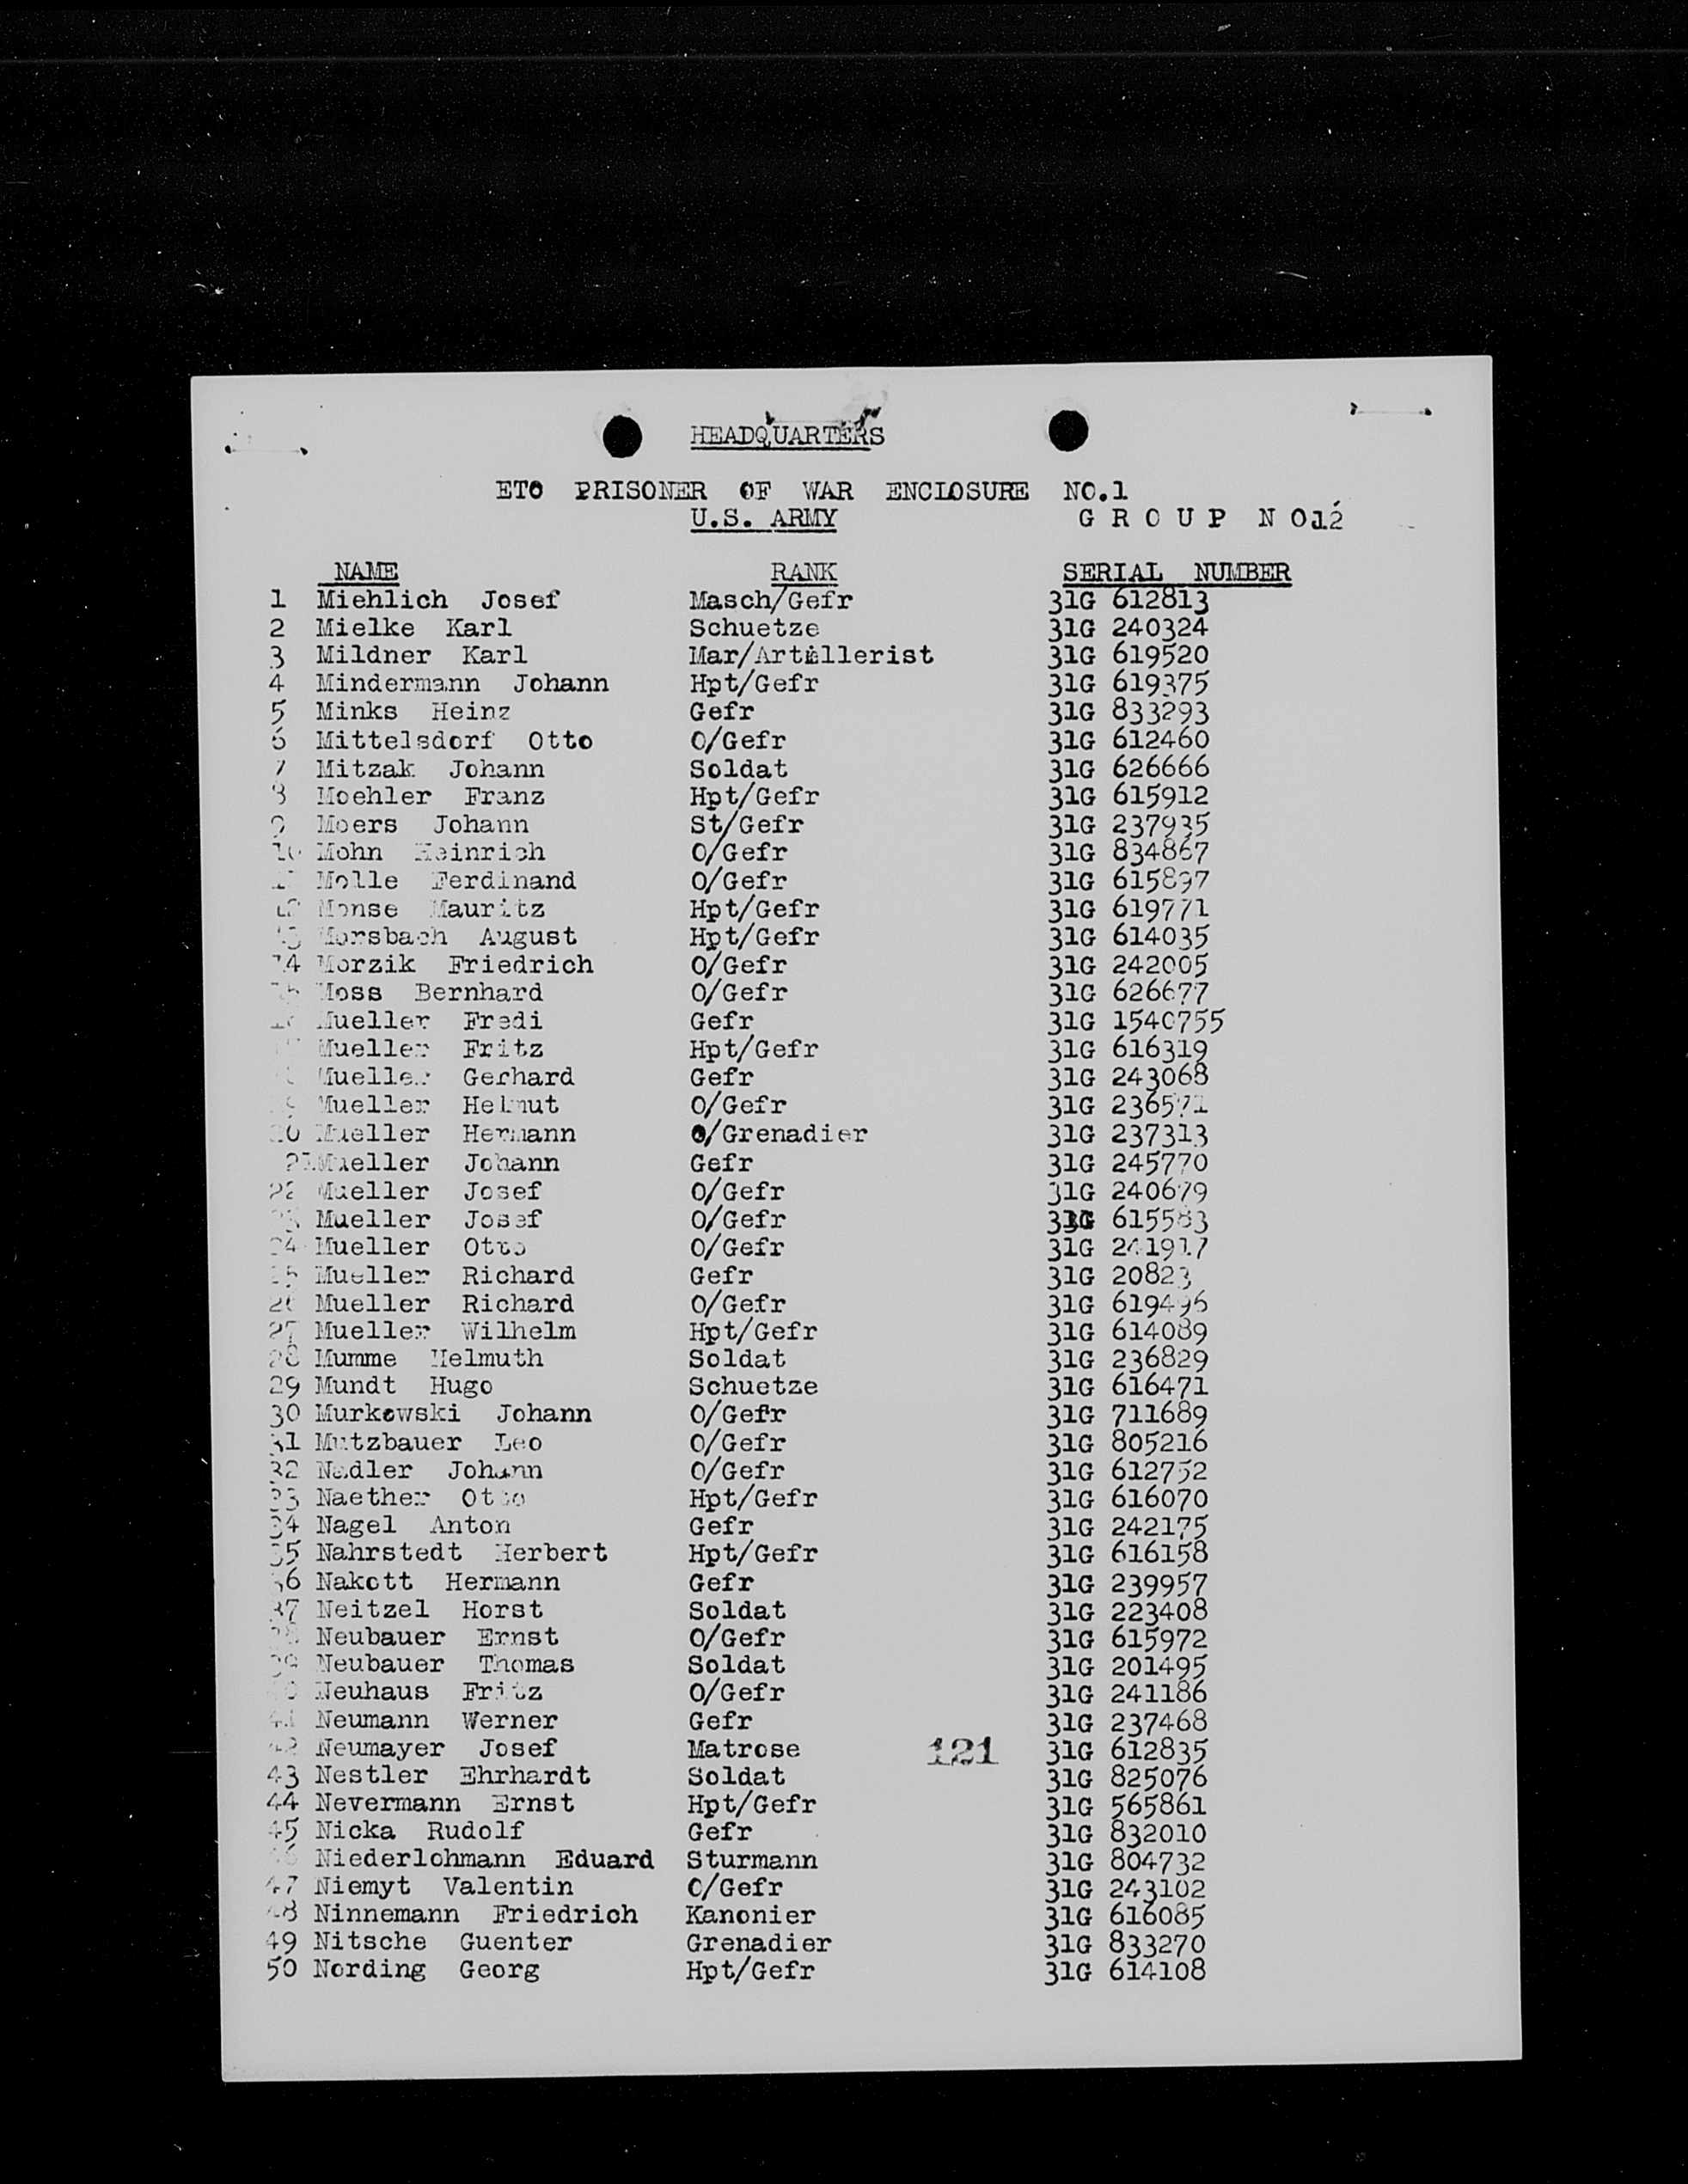 HEADQUARTERS
ETO PRISONER OF WAR ENCLOSURE NO.1
U.S. ARMY G R O U P N O12
NAME RANK SERIAL NUMBER
1 Miehlich Josef Masch/Gefr 31G 612813
2 Mielke Karl Schuetze 31G 240324
3 Mildner Karl Mar/Artillerist 31G 619520
4 Mindermann Johann Hpt/Gefr 31G 619375
5 Minks Heinz Gefr 31G 833293
6 Mittelsdorf Otto O/Gefr 31G 612460
7 Mitzak Johann Soldat 31G 626666
8 Moehler Franz Hpt/Gefr 31G 615912
9 Moers Johann St/Gefr 31G 237935
10 Mohn Heinrich O/Gefr 31G 834867
Molle Ferdinand O/Gefr 31G 615897
12 Monse Mauritz Hpt/Gefr 31G 619771
13 Morsbach August Hpt/Gefr 31G 614035
14 Morzik Friedrich O/Gefr 31G 242005
15 Moss Bernhard O/Gefr 31G 626677
16 Mueller Fredi Gefr 31G 1540755
Mueller Fritz Hpt/Gefr 31G 616319
Mueller Gerhard Gefr 31G 243068
Mueller Helmut O/Gefr 31G
20 Mueller Hermann O/Grenadier 31G 237313
21 Mueller Johann Gefr 31G 245770
22 Mueller Josef O/Gefr 31G 240679
23 Mueller Josef O/Gefr 31G 615583
24 Mueller Otto O/Gefr 31G 241917
25 Mueller Richard Gefr 31G 20823
26 Mueller Richard O/Gefr 31G 619496
27 Mueller Wilhelm Hpt/Gefr 31G 614089
28 Mumme Helmuth Soldat 31G 236829
29 Mundt Hugo Schuetze 31G 616471
30 Murkowski Johann O/Gefr 31G 711689
31 Mutzbauer Leo O/Gefr 31G 805216
32 Nadler Johann O/Gefr 31G 612752
33 Naether Otto Hpt/Gefr 31G 616070
34 Nagel Anton Gefr 31G 242175
35 Nahrstedt Herbert Hpt/Gefr 31G 616158
36 Nakott Hermann Gefr 31G 239957
37 Neitzel Horst Soldat 31G 223408
38 Neubauer Ernst O/Gefr 31G 615972
39 Neubauer Thomas Soldat 31G 201495
Neuhaus Fritz O/Gefr 31G 241186
41 Neumann Werner Gefr 31G 237468
42 Neumayer Josef Matrose 121 31G 612835
43 Nestler Ehrhardt Soldat 31G 825076
44 Nevermann Ernst Hpt/Gefr 31G 565861
45 Nicka Rudolf Gefr 31G 832010
46 Niederlohmann Eduard Sturmann 31G 804732
47 Niemyt Valentin O/Gefr 31G 243102
48 Ninnemann Friedrich Kanonier 31G 616085
49 Nitsche Guenter Grenadier 31G 833270
50 Nording Georg Hpt/Gefr 31G 614108